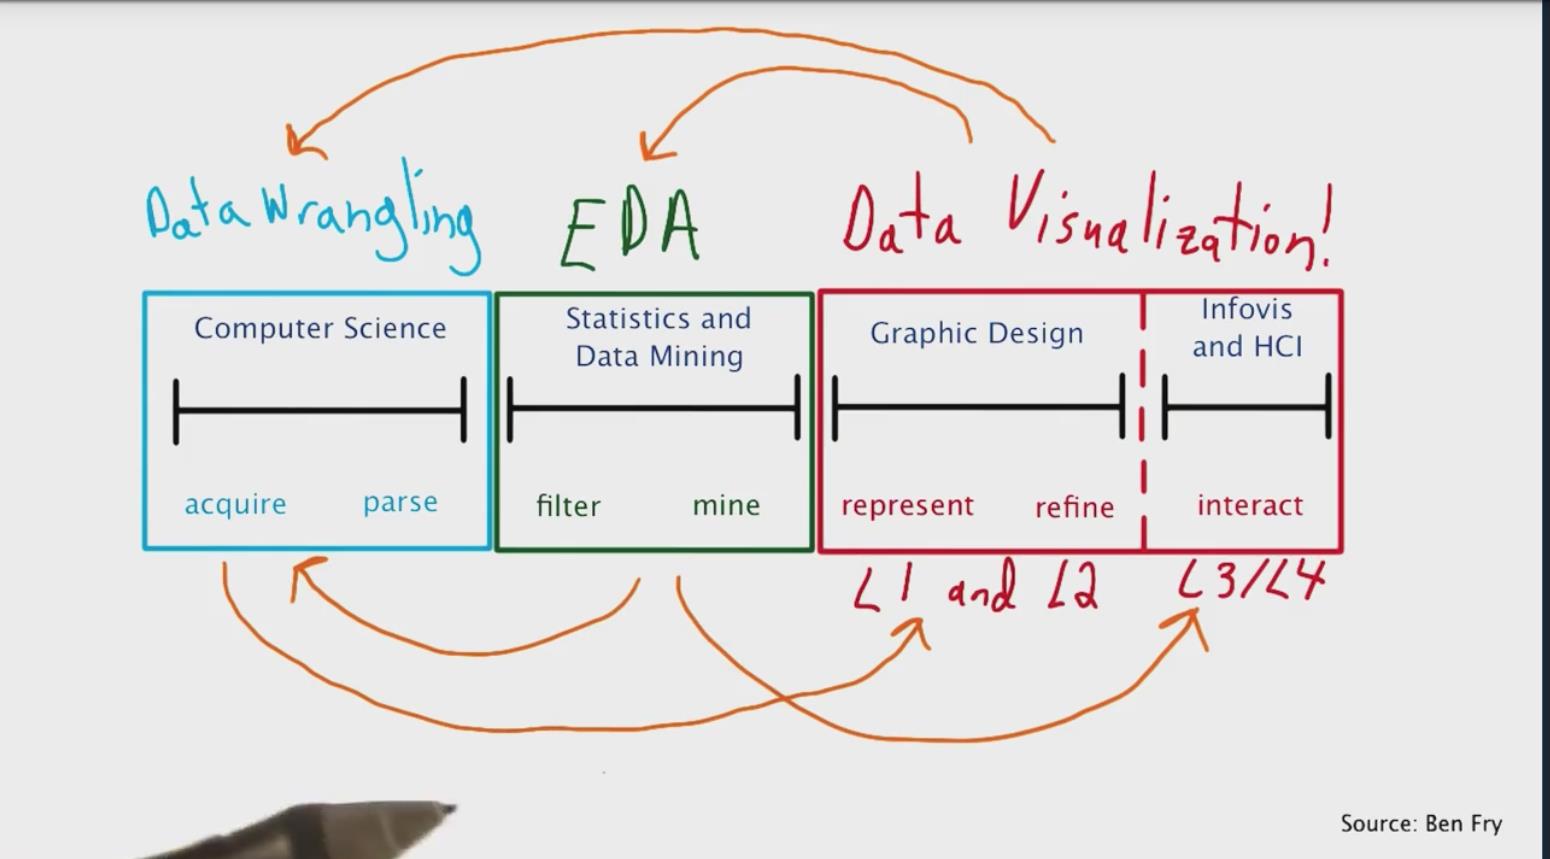 Data Wrangling
EDA
Data Visualization!
Computer Science
Statistics and
Data Mining
Graphic Design
Infovis
and HCI
acquire
parse
filter
mine
represent
refine
interact
L1 and L2
L3/L4
Source: Ben Fry